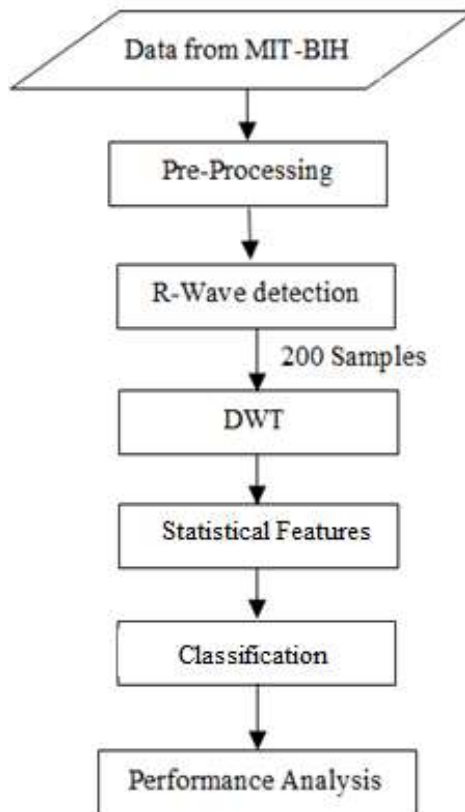 Data from MIT-BIH
Pre-Processing
R-Wave detection
200 Samples
DWT
Statistical Features
Classification
Performance Analysis